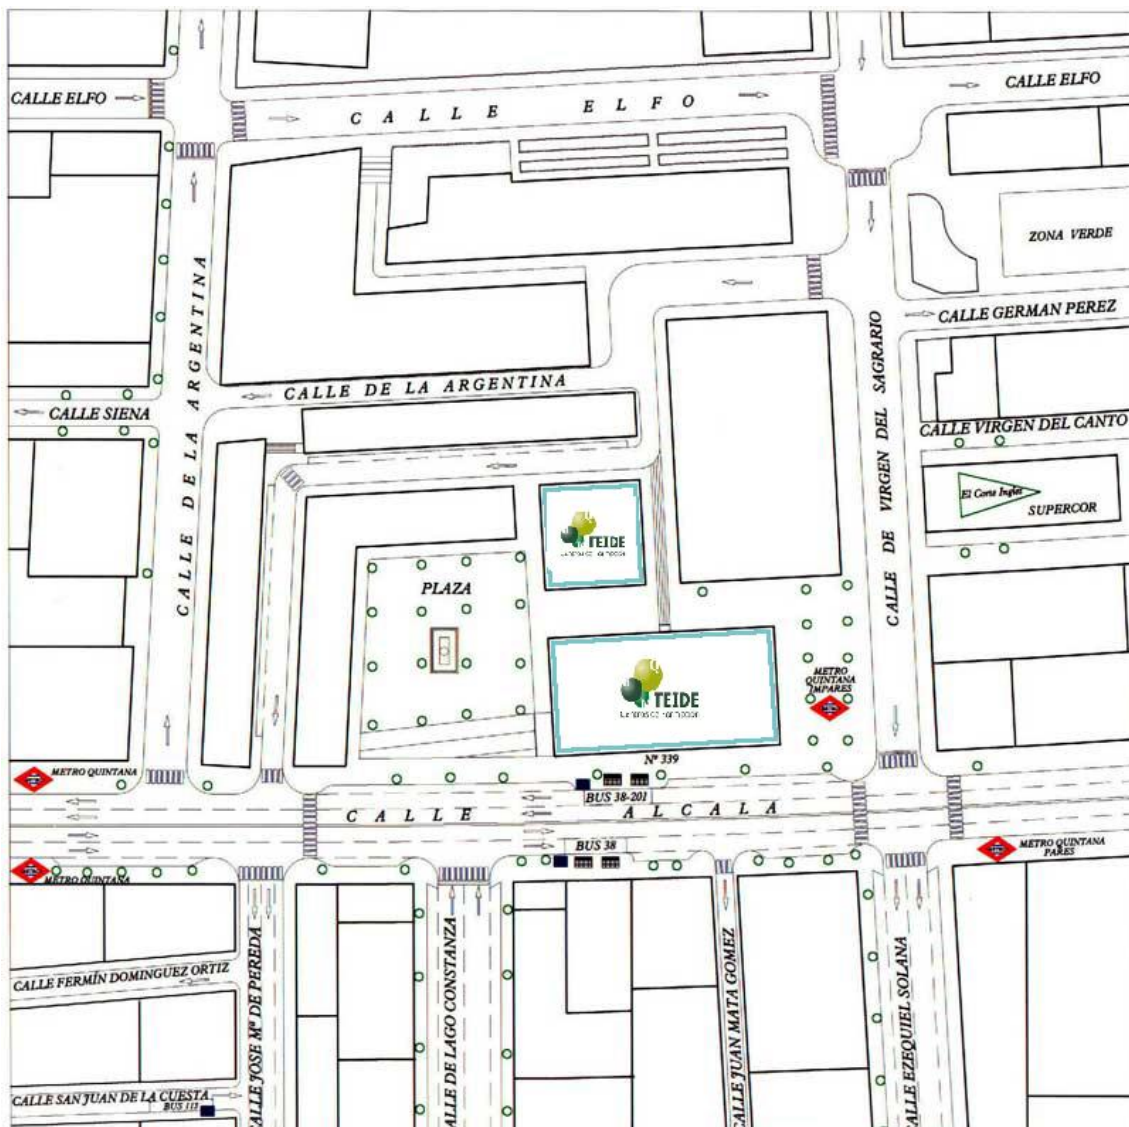 CALLE ELFO
CALLE ELFO
CALLE ELFO
ZONA VERDE
CALLE GERMAN PEREZ
CALLE DE LA ARGENTINA
CALLE DE LA ARGENTINA
CALLE SIENA
CALLE DE VIRGEN DEL SAGRARIO
CALLE VIRGEN DEL CANTO
El Corte Inglés
SUPERCOR
TEIDE
PLAZA
TEIDE
METRO
QUINTANA
IMPARES
Nº 339
METRO QUINTANA
BUS 38-201
CALLE ALCALA
BUS 38
METRO QUINTANA
PARES
METRO QUINTANA
CALLE FERMÍN DOMINGUEZ ORTIZ
CALLE JOSE Mª DE PEREDA
CALLE DE LAGO CONSTANZA
CALLE JUAN MATA GOMEZ
CALLE EZEQUIEL SOLANA
CALLE SAN JUAN DE LA CUESTA
BUS 113